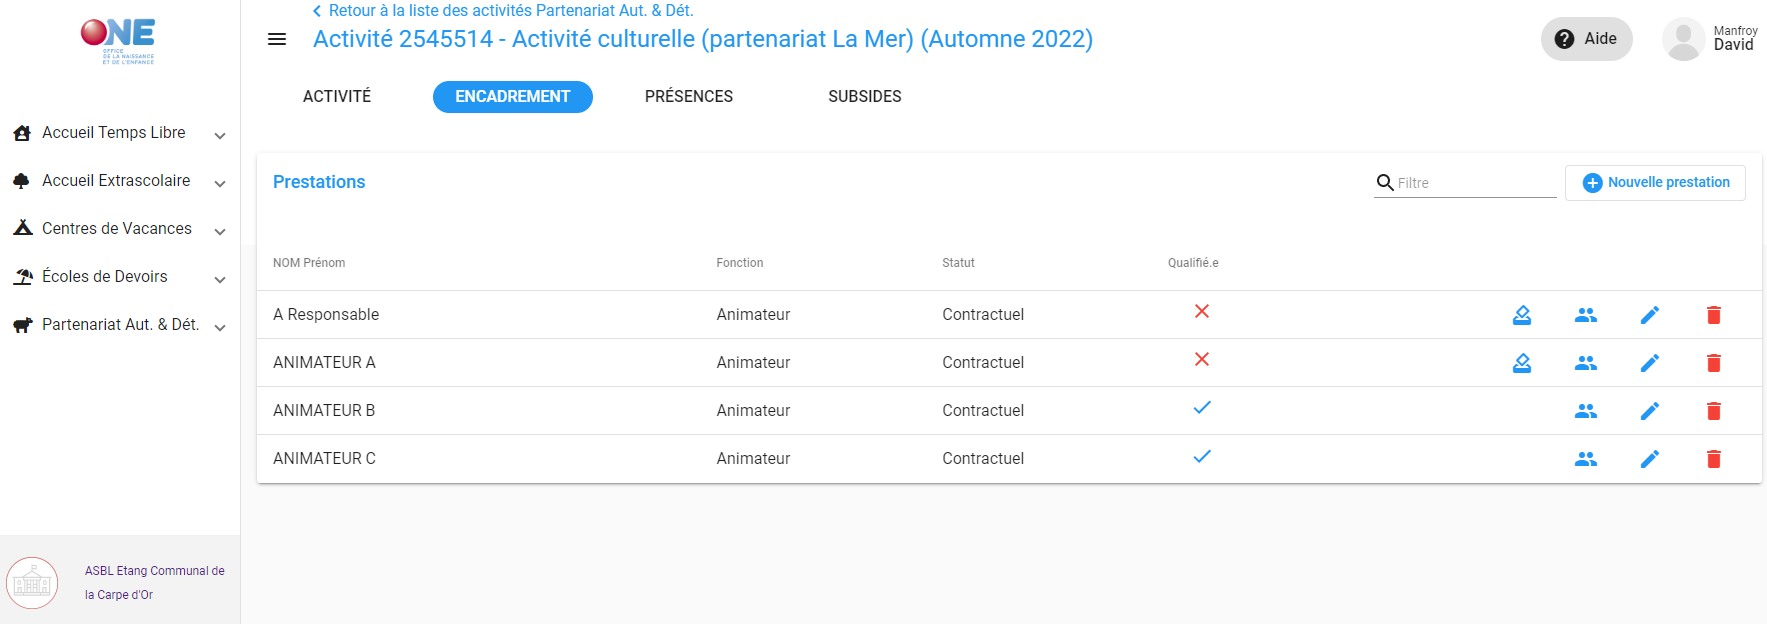 ONE
OFFICE
DE LA NAISSANCE
ET DE L'ENFANCE
Retour à la liste des activités Partenariat Aut. & Dét.
Activité 2545514 - Activité culturelle (partenariat La Mer) (Automne 2022)
Aide
Manfroy
David
ACTIVITÉ
ENCADREMENT
PRÉSENCES
SUBSIDES
Accueil Temps Libre
Accueil Extrascolaire
Centres de Vacances
Écoles de Devoirs
Partenariat Aut. & Dét.
Prestations
Filtre
Nouvelle prestation
NOM Prénom Fonction Statut Qualifié.e
A Responsable Animateur Contractuel
ANIMATEUR A Animateur Contractuel
ANIMATEUR B Animateur Contractuel
ANIMATEUR C Animateur Contractuel
ASBL Etang Communal de
la Carpe d'Or